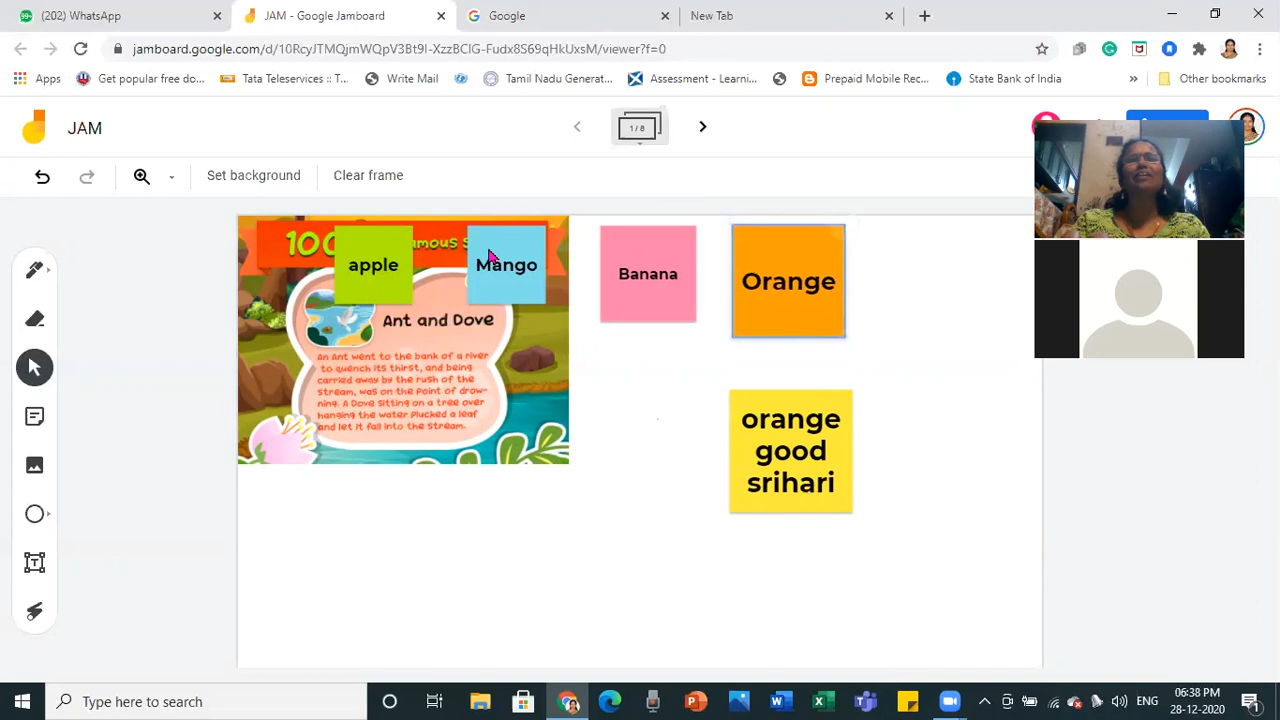 (202) WhatsApp
JAM - Google Jamboard
Google
New Tab
jamboard.google.com/d/10RcyJTMQjmWQpV3Bt9I-XzzBClG-Fudx8S69qHkUxsM/viewer?f=0
Apps
Get popular free do...
Tata Teleservices :: T...
Write Mail
Tamil Nadu Generat...
Assessment - Learni...
Prepaid Mobile Rec...
State Bank of India
»
Other bookmarks
JAM
1 / 8
Set background
Clear frame
apple
Mango
Banana
Orange
Ant and Dove
An Ant went to the bank of a river
to quench its thirst, and being
carried away by the rush of the
stream, was on the point of drow-
ning. A Dove sitting on a tree over
hanging the water plucked a leaf
and let it fall into the stream.
orange
good
srihari
Type here to search
ENG
06:38 PM
28-12-2020